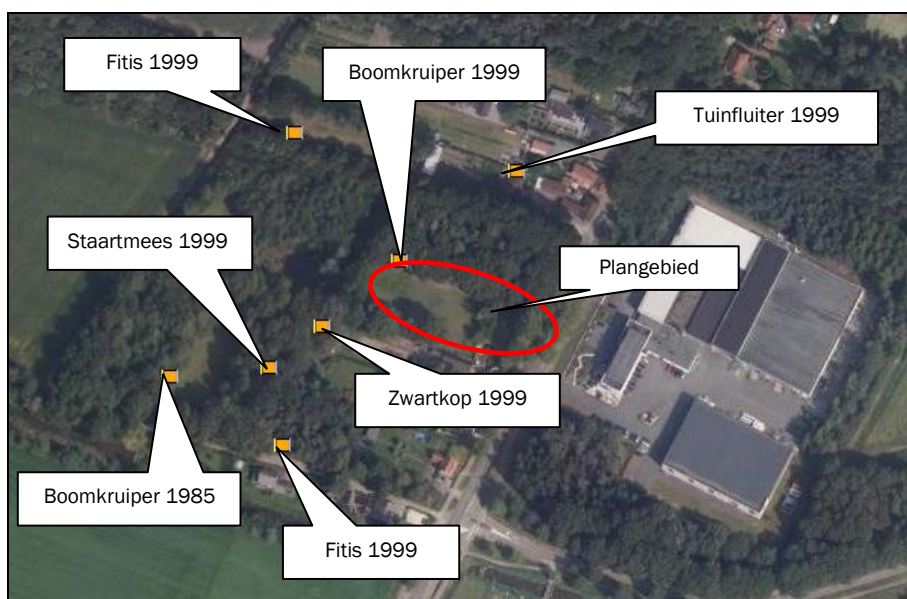 Fitis 1999
Boomkruiper 1999
Tuinfluiter 1999
Staartmees 1999
Plangebied
Zwartkop 1999
Boomkruiper 1985
Fitis 1999